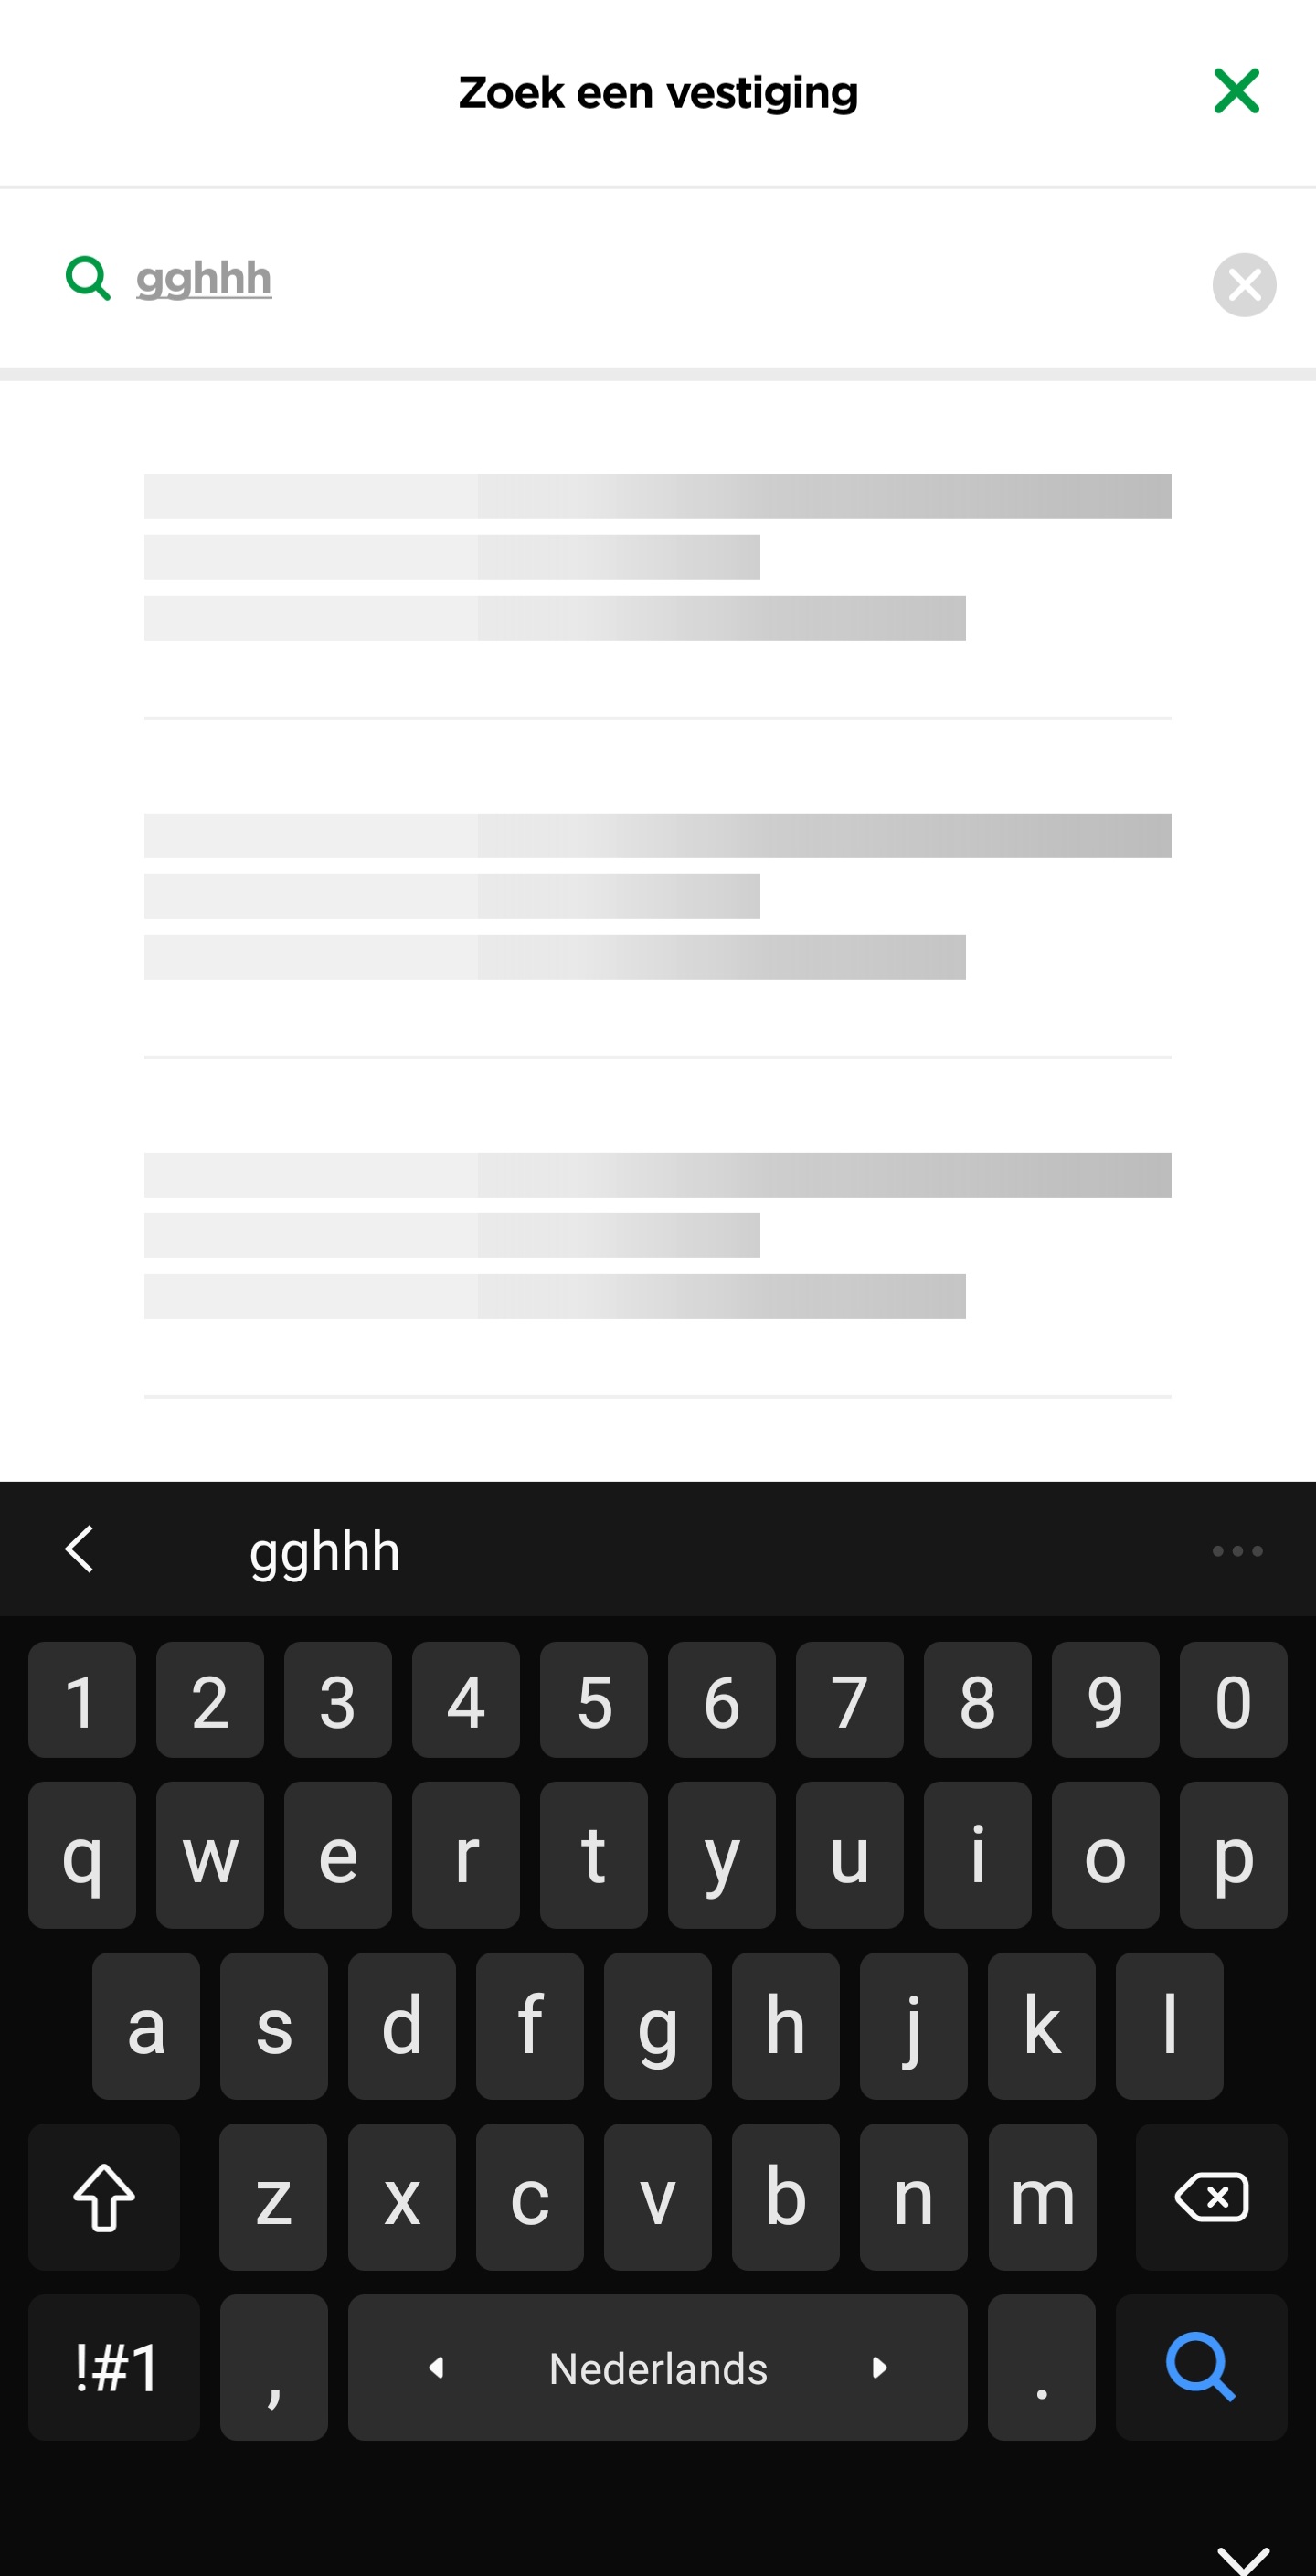 Zoek een vestiging
gghhh
gghhh
1 2 3 4 5 6 7 8 9 0
q w e r t y u i o p
a s d f g h j k l
z x c v b n m
!#1 , Nederlands .